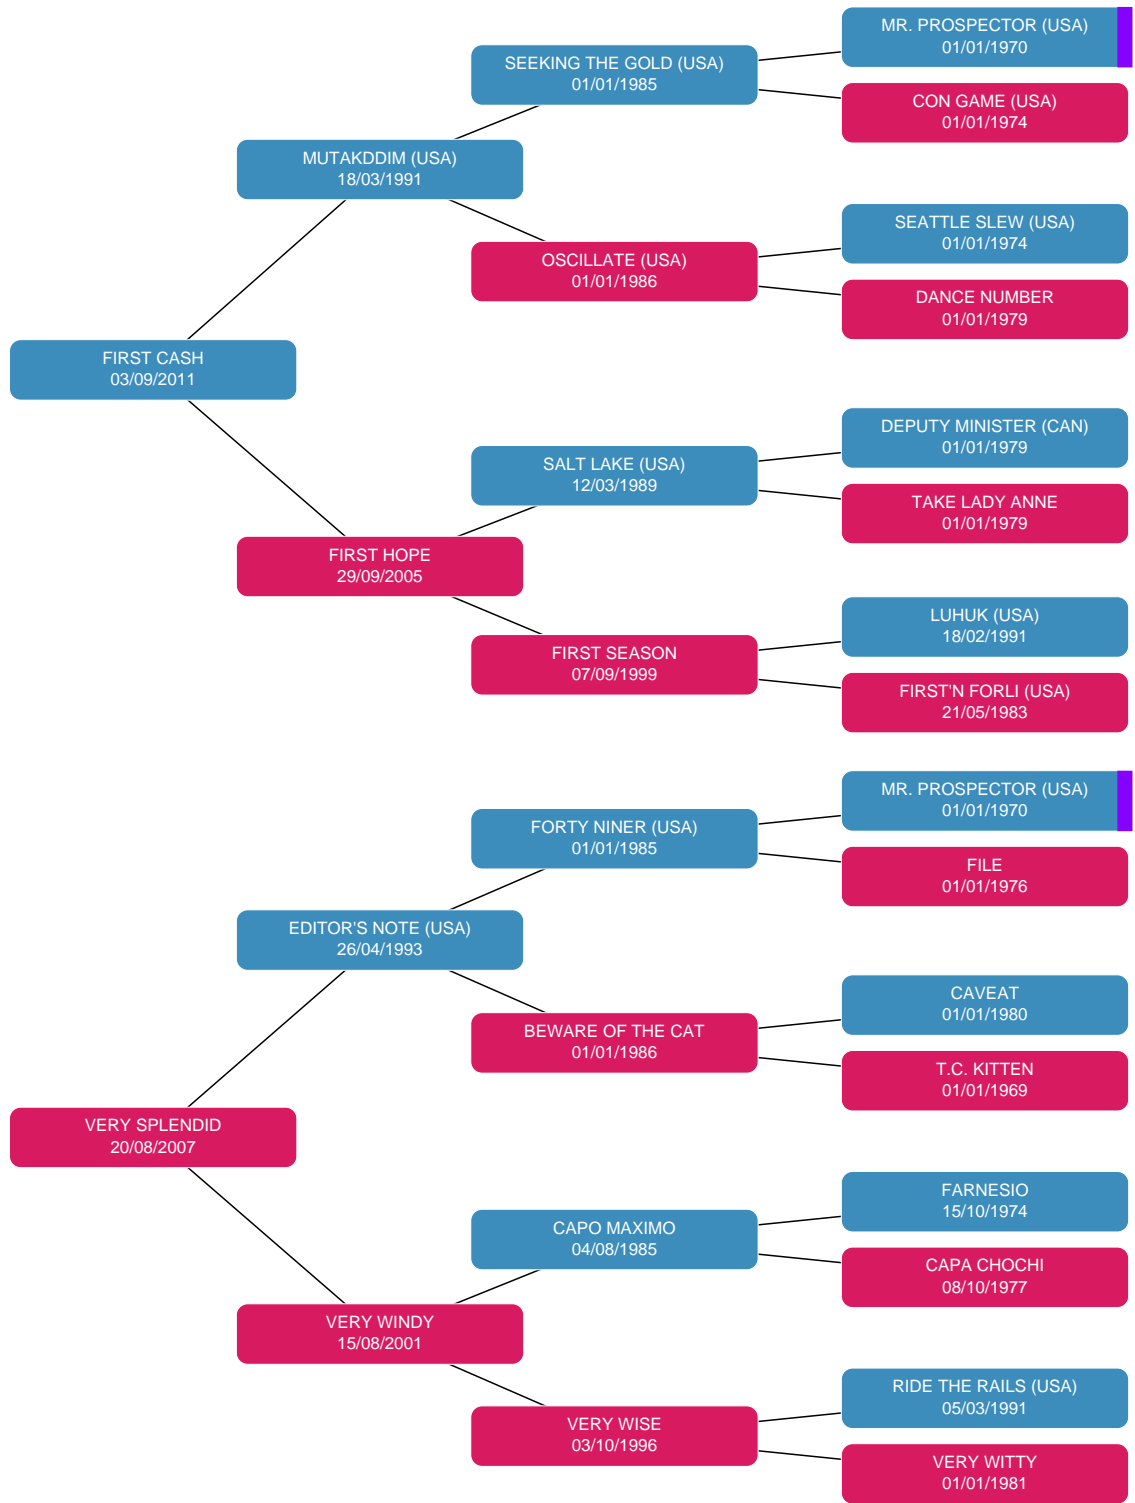 MR. PROSPECTOR (USA)
01/01/1970
SEEKING THE GOLD (USA)
01/01/1985
CON GAME (USA)
01/01/1974
MUTAKDDIM (USA)
18/03/1991
SEATTLE SLEW (USA)
01/01/1974
OSCILLATE (USA)
01/01/1986
DANCE NUMBER
01/01/1979
FIRST CASH
03/09/2011
DEPUTY MINISTER (CAN)
01/01/1979
SALT LAKE (USA)
12/03/1989
TAKE LADY ANNE
01/01/1979
FIRST HOPE
29/09/2005
LUHUK (USA)
18/02/1991
FIRST SEASON
07/09/1999
FIRST'N FORLI (USA)
21/05/1983
MR. PROSPECTOR (USA)
01/01/1970
FORTY NINER (USA)
01/01/1985
FILE
01/01/1976
EDITOR'S NOTE (USA)
26/04/1993
CAVEAT
01/01/1980
BEWARE OF THE CAT
01/01/1986
T.C. KITTEN
01/01/1969
VERY SPLENDID
20/08/2007
FARNESIO
15/10/1974
CAPO MAXIMO
04/08/1985
CAPA CHOCHI
08/10/1977
VERY WINDY
15/08/2001
RIDE THE RAILS (USA)
05/03/1991
VERY WISE
03/10/1996
VERY WITTY
01/01/1981